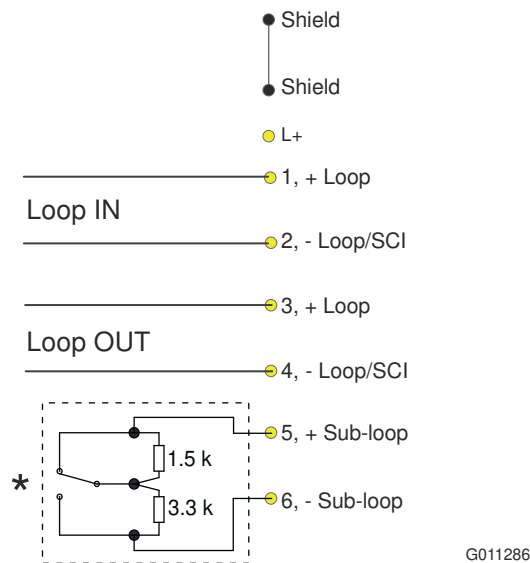 Shield
Shield
L+
1, + Loop
Loop IN
2, - Loop/SCI
3, + Loop
Loop OUT
4, - Loop/SCI
5, + Sub-loop
1.5 k
*
6, - Sub-loop
3.3 k
G011286